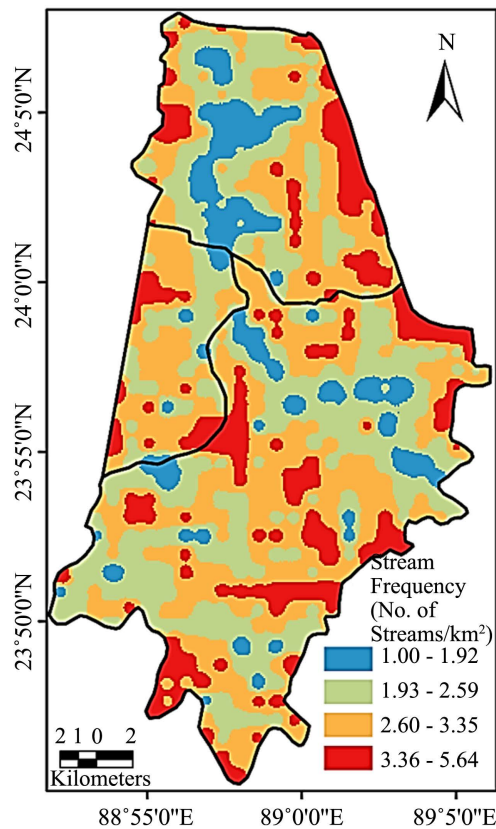 N
24°5'0"N
24°0'0"N
23°55'0"N
23°50'0"N
Stream
Frequency
(No. of
Streams/km²)
1.00 - 1.92
1.93 - 2.59
2.60 - 3.35
3.36 - 5.64
2 1 0 2
Kilometers
88°55'0"E
89°0'0"E
89°5'0"E